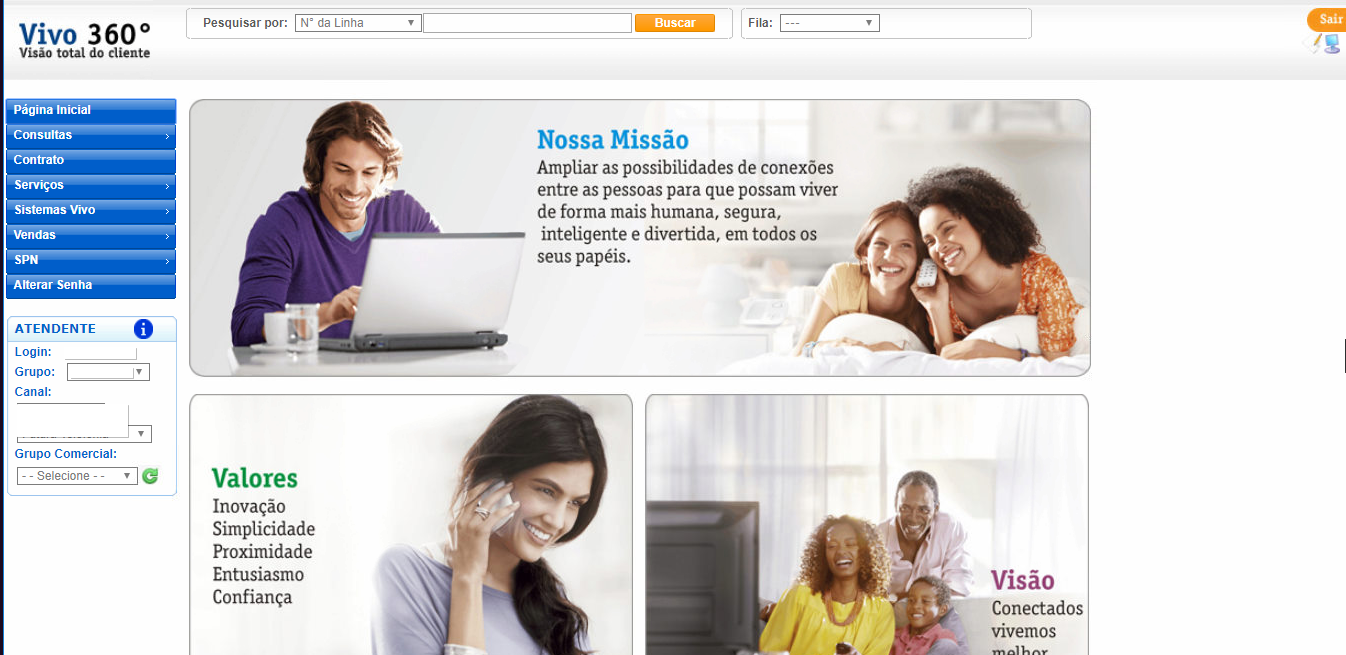 Vivo 360°
Visão total do cliente
Pesquisar por: N° da Linha Buscar
Fila: ---
Sair
Página Inicial
Consultas
Contrato
Serviços
Sistemas Vivo
Vendas
SPN
Alterar Senha
ATENDENTE
Login:
Grupo:
Canal:
Grupo Comercial:
- - Selecione - -
Nossa Missão
Ampliar as possibilidades de conexões
entre as pessoas para que possam viver
de forma mais humana, segura,
inteligente e divertida, em todos os
seus papéis.
Valores
Inovação
Simplicidade
Proximidade
Entusiasmo
Confiança
Visão
Conectados
vivemos
melhor